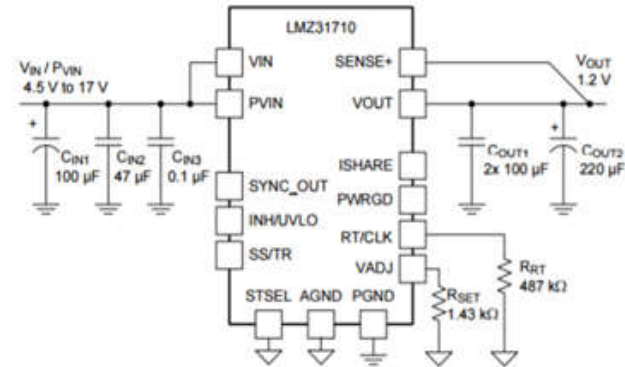 LMZ31710
VIN / PVIN
4.5 V to 17 V
VIN
SENSE+
VOUT
1.2 V
PVIN
VOUT
+
CIN1
100 µF
CIN2
47 µF
CIN3
0.1 µF
COUT1
2x 100 µF
+
COUT2
220 µF
ISHARE
SYNC_OUT
PWRGD
INH/UVLO
RT/CLK
SS/TR
VADJ
RRT
487 kΩ
RSET
1.43 kΩ
STSEL AGND PGND